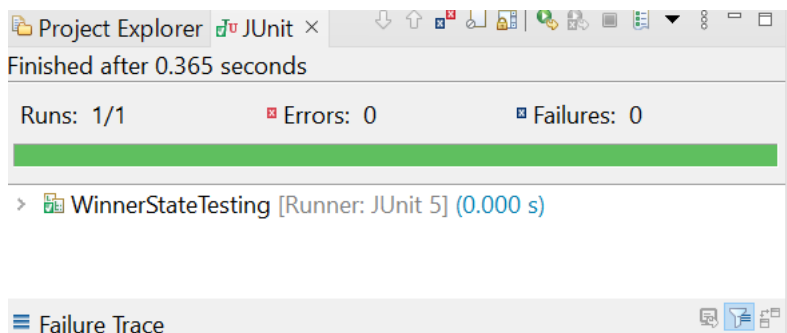 Project Explorer JUnit ×
Finished after 0.365 seconds
Runs: 1/1 Errors: 0 Failures: 0
WinnerStateTesting [Runner: JUnit 5] (0.000 s)
Failure Trace